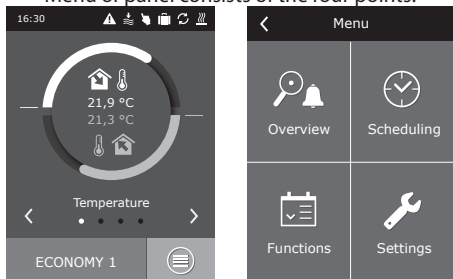 Menu of panel consists of the four points.
16:30
21,9 °C
21,3 °C
Temperature
ECONOMY 1
Menu
Overview
Scheduling
Functions
Settings